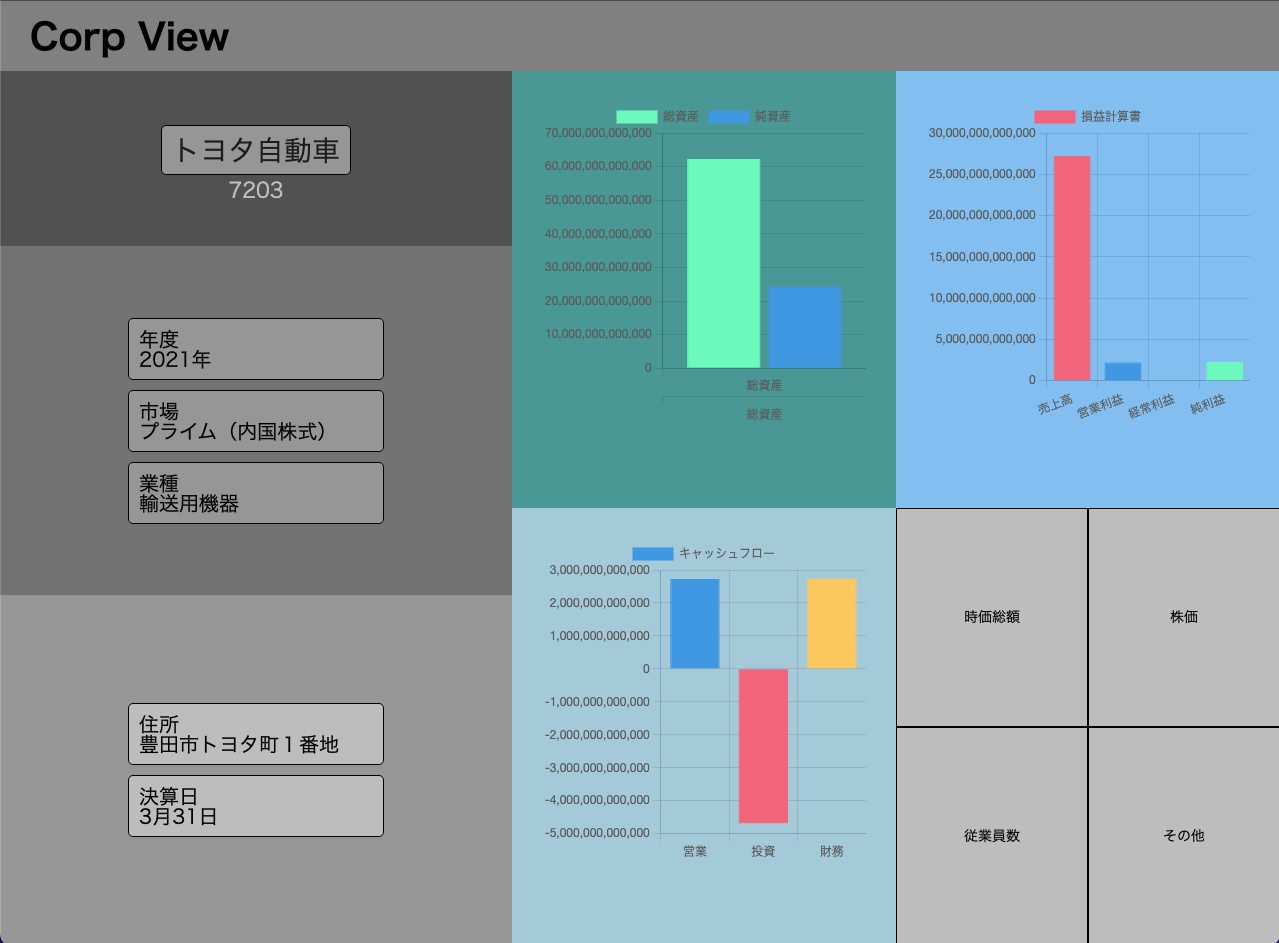 Corp View
トヨタ自動車
7203
年度
2021年
市場
プライム（内国株式）
業種
輸送用機器
住所
豊田市トヨタ町１番地
決算日
3月31日
総資産 純資産
70,000,000,000,000
60,000,000,000,000
50,000,000,000,000
40,000,000,000,000
30,000,000,000,000
20,000,000,000,000
10,000,000,000,000
0
総資産
総資産
損益計算書
30,000,000,000,000
25,000,000,000,000
20,000,000,000,000
15,000,000,000,000
10,000,000,000,000
5,000,000,000,000
0
売上高 営業利益 経常利益 純利益
キャッシュフロー
3,000,000,000,000
2,000,000,000,000
1,000,000,000,000
0
-1,000,000,000,000
-2,000,000,000,000
-3,000,000,000,000
-4,000,000,000,000
-5,000,000,000,000
営業 投資 財務
時価総額
株価
従業員数
その他